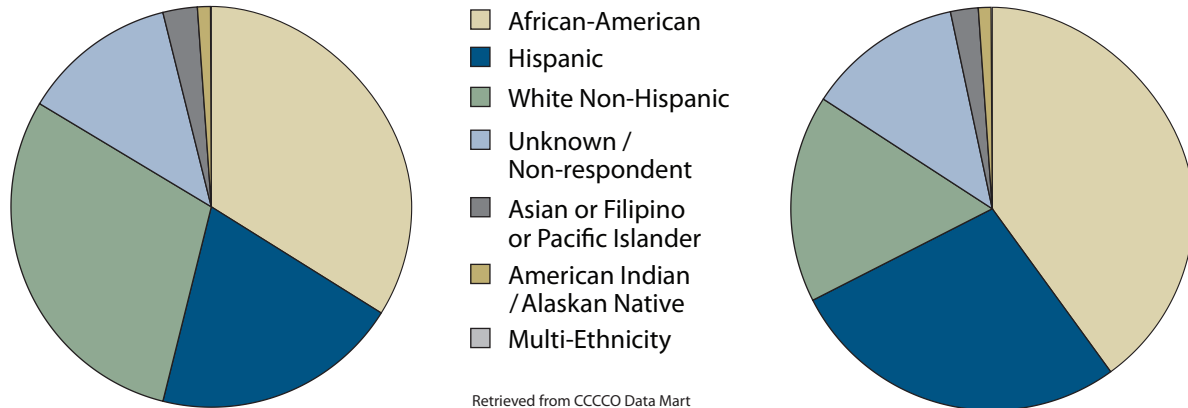 African-American
Hispanic
White Non-Hispanic
Unknown /
Non-respondent
Asian or Filipino
or Pacific Islander
American Indian
/ Alaskan Native
Multi-Ethnicity
Retrieved from CCCCO Data Mart